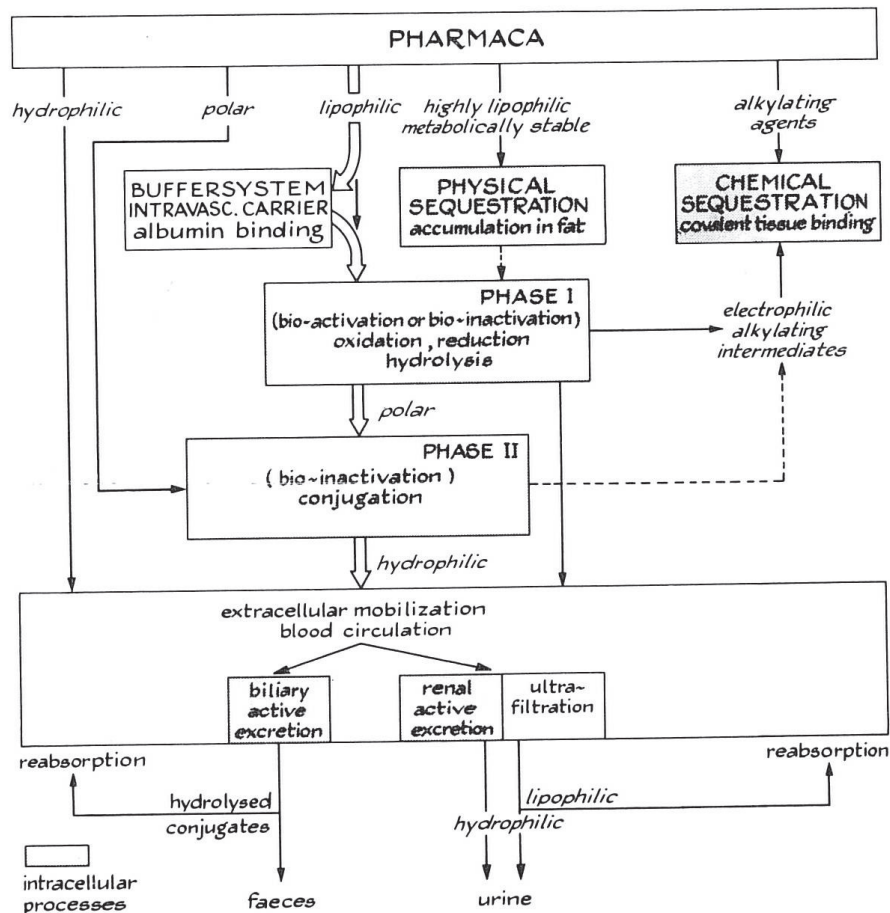 PHARMACA
hydrophilic
polar
lipophilic
highly lipophilic
metabolically stable
alkylating
agents
BUFFERSYSTEM
INTRAVASC. CARRIER
albumin binding
PHYSICAL
SEQUESTRATION
accumulation in fat
CHEMICAL
SEQUESTRATION
covalent tissue binding
PHASE I
(bio-activation or bio-inactivation)
oxidation, reduction
hydrolysis
electrophilic
alkylating
intermediates
polar
PHASE II
(bio-inactivation)
conjugation
hydrophilic
extracellular mobilization
blood circulation
biliary
active
excretion
renal
active
excretion
ultra-
filtration
reabsorption
reabsorption
hydrolysed
conjugates
lipophilic
hydrophilic
intracellular
processes
faeces
urine